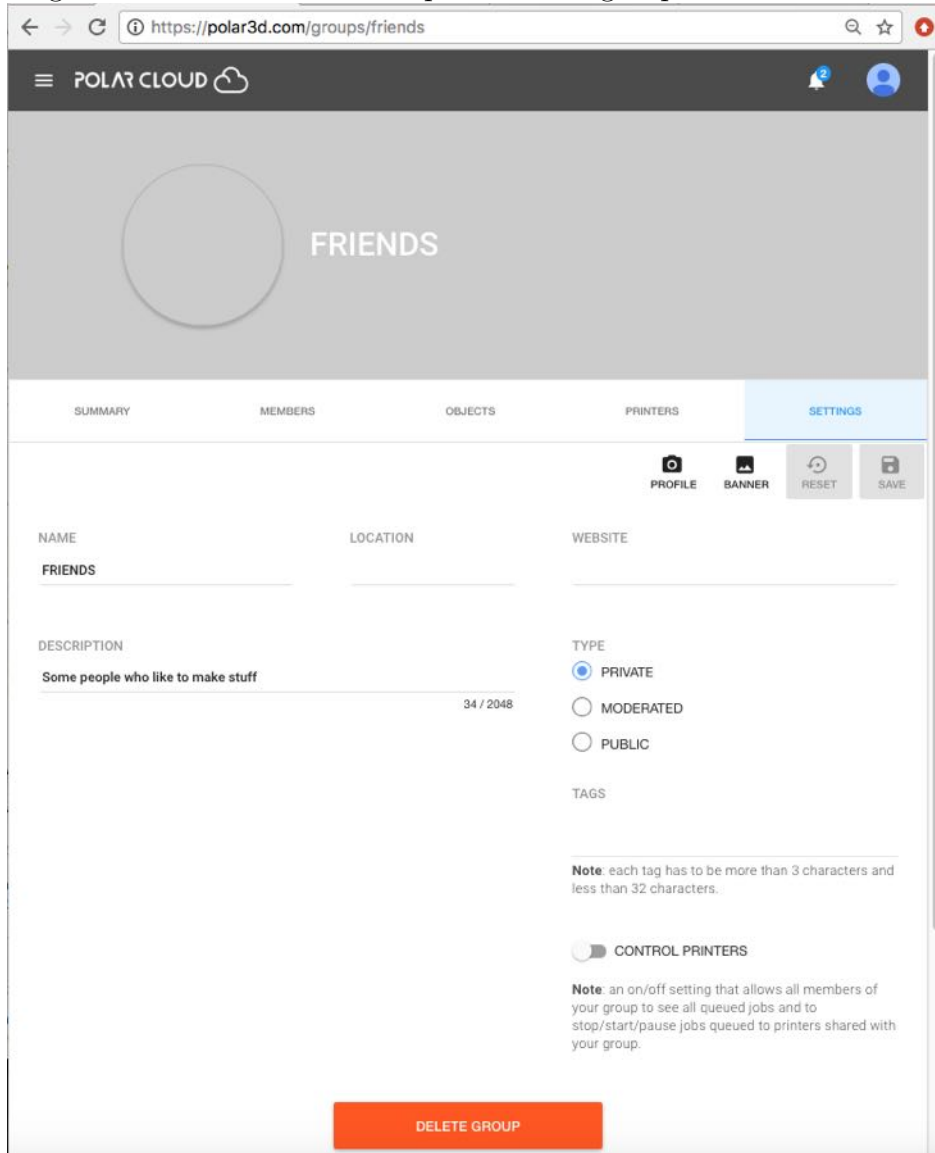 https://polar3d.com/groups/friends
POLAR CLOUD
2
FRIENDS
SUMMARY MEMBERS OBJECTS PRINTERS SETTINGS
PROFILE BANNER RESET SAVE
NAME LOCATION WEBSITE
FRIENDS
DESCRIPTION TYPE
Some people who like to make stuff PRIVATE
34 / 2048 MODERATED
PUBLIC
TAGS
Note: each tag has to be more than 3 characters and
less than 32 characters.
CONTROL PRINTERS
Note: an on/off setting that allows all members of
your group to see all queued jobs and to
stop/start/pause jobs queued to printers shared with
your group.
DELETE GROUP